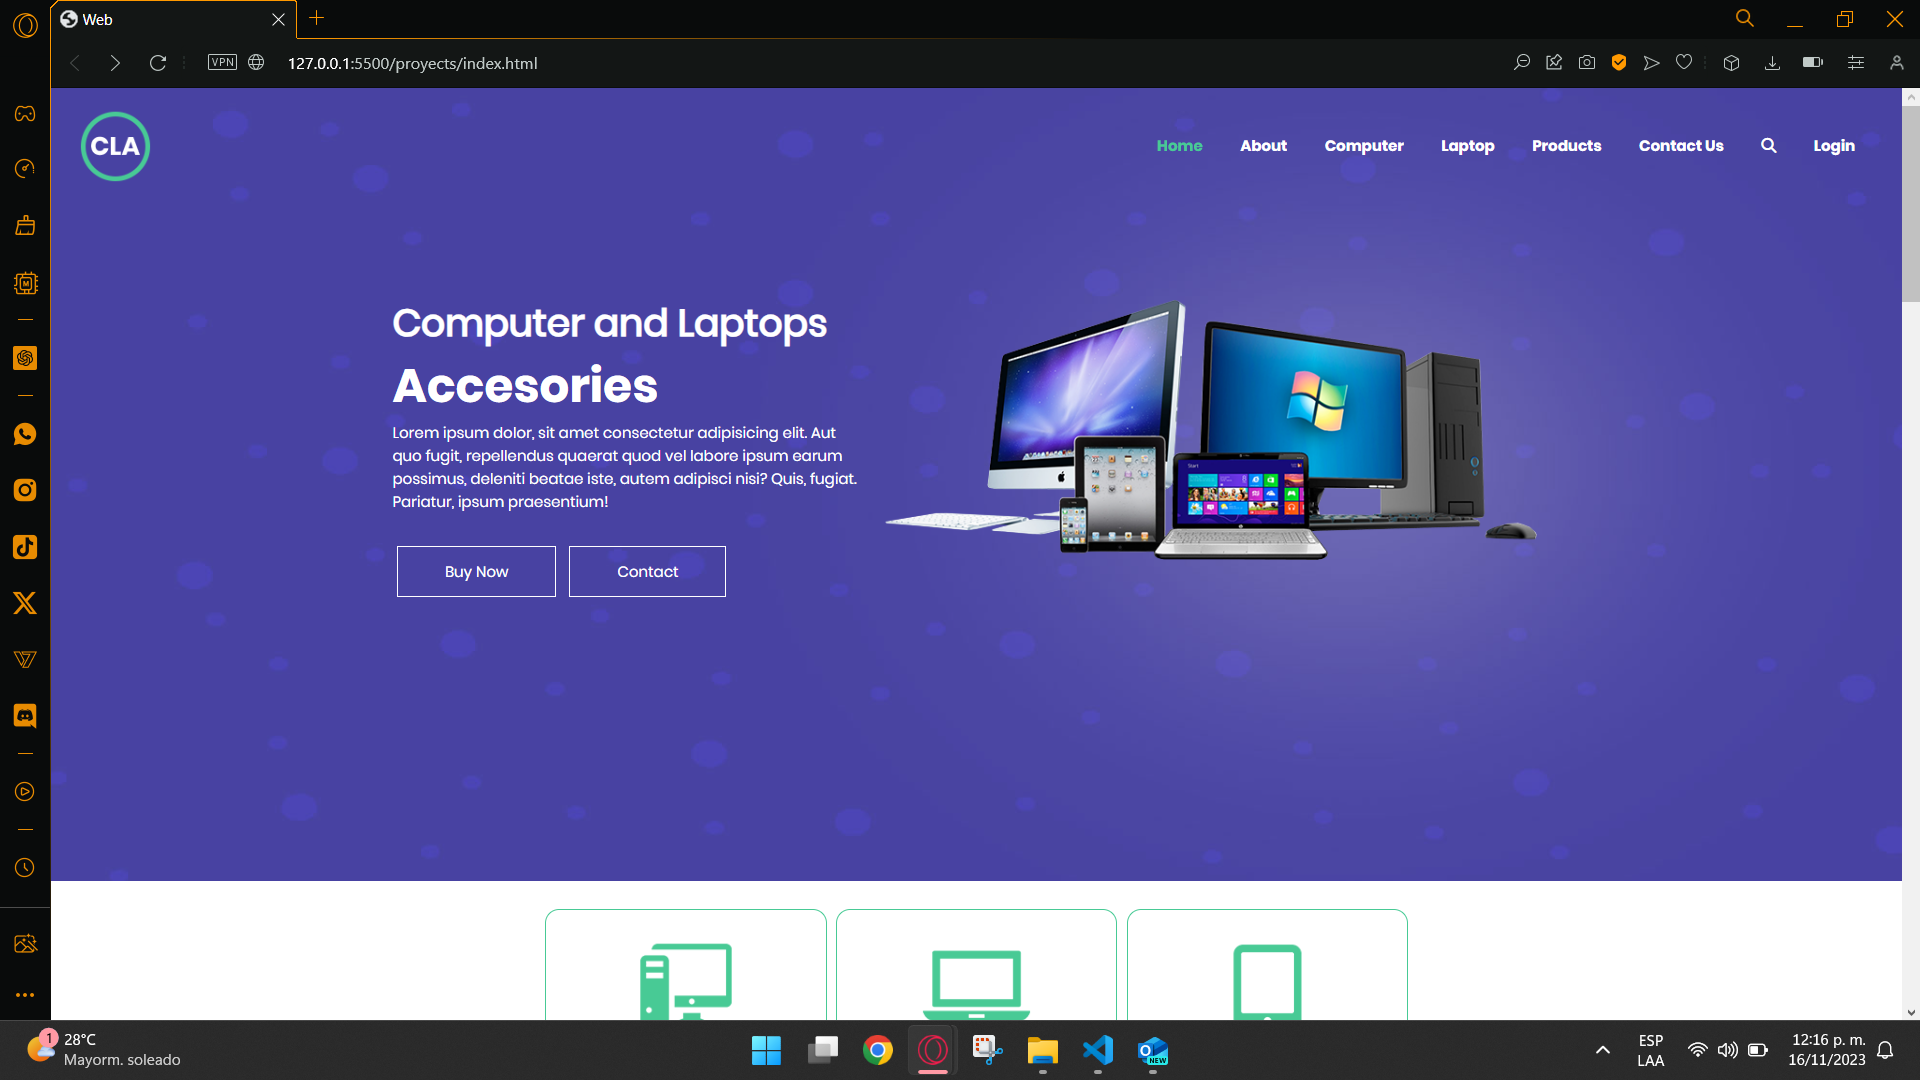 Web
VPN
127.0.0.1:5500/proyects/index.html
CLA
Home About Computer Laptop Products Contact Us Login
Computer and Laptops
Accesories
Lorem ipsum dolor, sit amet consectetur adipisicing elit. Aut
quo fugit, repellendus quaerat quod vel labore ipsum earum
possimus, deleniti beatae iste, autem adipisci nisi? Quis, fugiat.
Pariatur, ipsum praesentium!
Buy Now Contact
Start
1
28°C
Mayorm. soleado
NEW
ESP
LAA
12:16 p. m.
16/11/2023